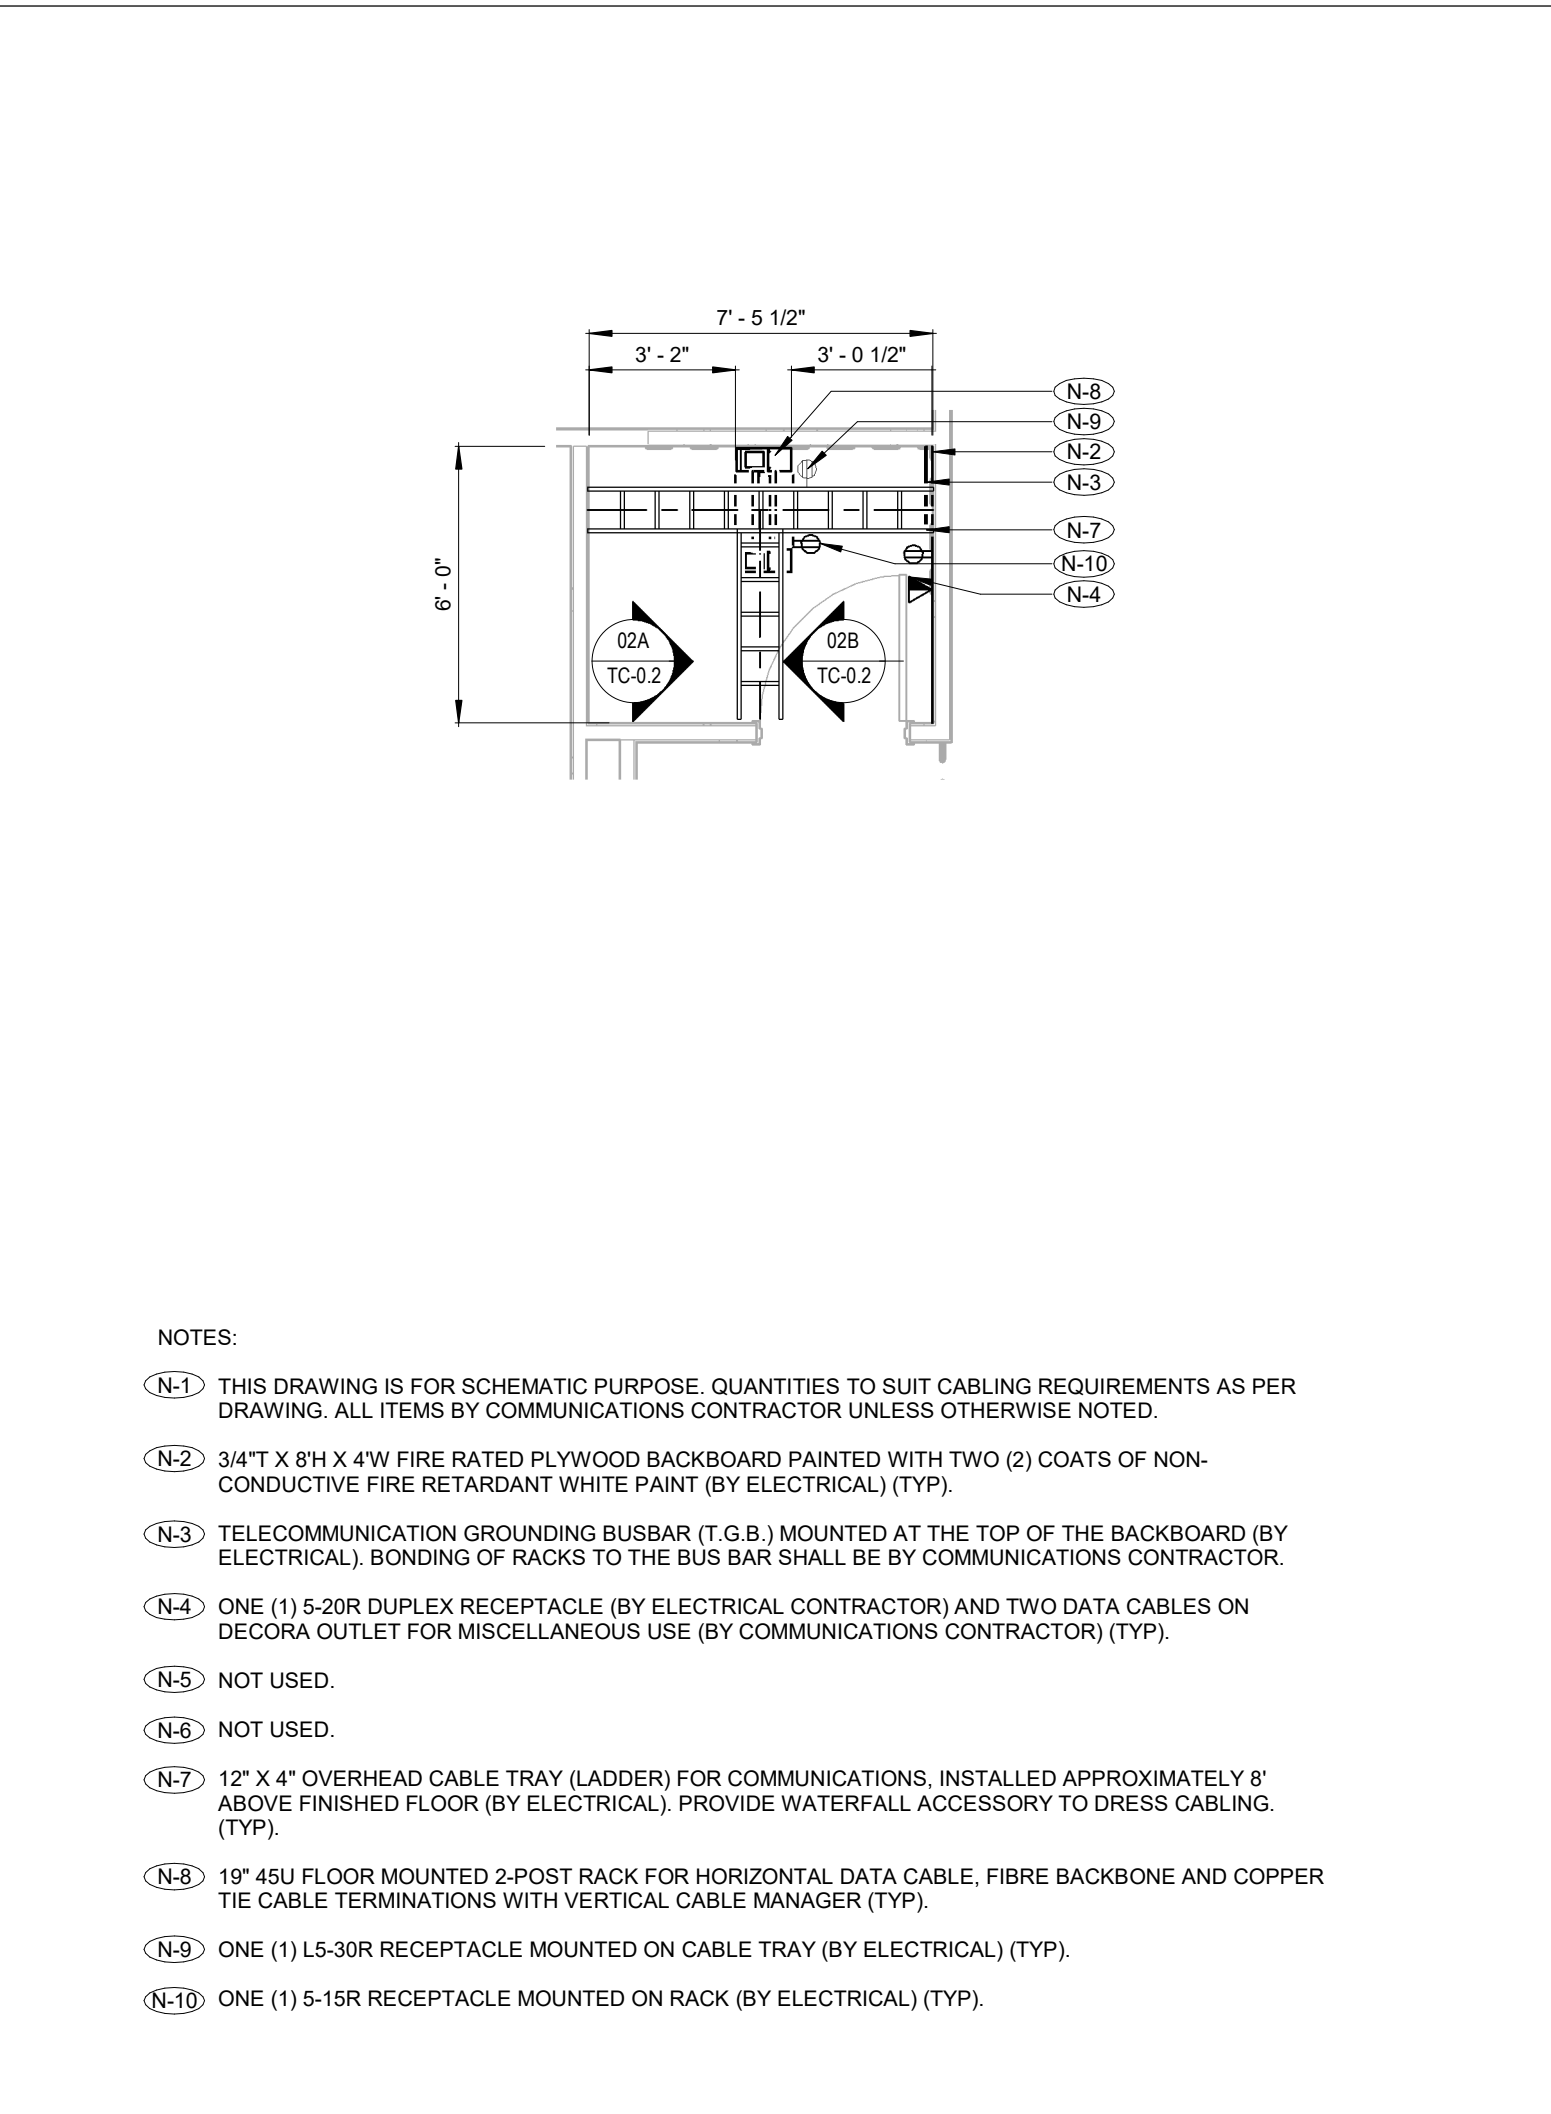 7' - 5 1/2"
3' - 2"
3' - 0 1/2"
N-8
N-9
N-2
N-3
N-7
N-10
N-4
6' - 0"
02A
TC-0.2
02B
TC-0.2
NOTES:
N-1 THIS DRAWING IS FOR SCHEMATIC PURPOSE. QUANTITIES TO SUIT CABLING REQUIREMENTS AS PER
DRAWING. ALL ITEMS BY COMMUNICATIONS CONTRACTOR UNLESS OTHERWISE NOTED.
N-2 3/4"T X 8'H X 4'W FIRE RATED PLYWOOD BACKBOARD PAINTED WITH TWO (2) COATS OF NON-
CONDUCTIVE FIRE RETARDANT WHITE PAINT (BY ELECTRICAL) (TYP).
N-3 TELECOMMUNICATION GROUNDING BUSBAR (T.G.B.) MOUNTED AT THE TOP OF THE BACKBOARD (BY
ELECTRICAL). BONDING OF RACKS TO THE BUS BAR SHALL BE BY COMMUNICATIONS CONTRACTOR.
N-4 ONE (1) 5-20R DUPLEX RECEPTACLE (BY ELECTRICAL CONTRACTOR) AND TWO DATA CABLES ON
DECORA OUTLET FOR MISCELLANEOUS USE (BY COMMUNICATIONS CONTRACTOR) (TYP).
N-5 NOT USED.
N-6 NOT USED.
N-7 12" X 4" OVERHEAD CABLE TRAY (LADDER) FOR COMMUNICATIONS, INSTALLED APPROXIMATELY 8'
ABOVE FINISHED FLOOR (BY ELECTRICAL). PROVIDE WATERFALL ACCESSORY TO DRESS CABLING.
(TYP).
N-8 19" 45U FLOOR MOUNTED 2-POST RACK FOR HORIZONTAL DATA CABLE, FIBRE BACKBONE AND COPPER
TIE CABLE TERMINATIONS WITH VERTICAL CABLE MANAGER (TYP).
N-9 ONE (1) L5-30R RECEPTACLE MOUNTED ON CABLE TRAY (BY ELECTRICAL) (TYP).
N-10 ONE (1) 5-15R RECEPTACLE MOUNTED ON RACK (BY ELECTRICAL) (TYP).